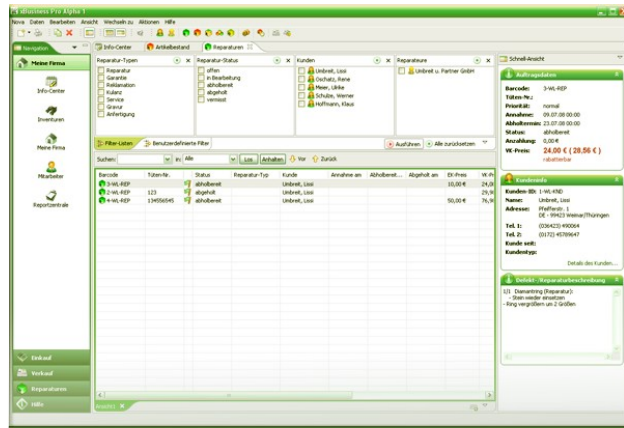 eBusiness Pro Alpha 1
Nova Daten Bearbeiten Ansicht Wechseln zu Aktionen Hilfe
Navigation
Info-Center Artikelbestand Reparaturen
Schnell-Ansicht
Meine Firma
Info-Center
Inventuren
Meine Firma
Mitarbeiter
Reportzentrale
Einkauf
Verkauf
Reparaturen
Hilfe
Reparatur-Typen
Reparatur
Garantie
Reklamation
Kulanz
Service
Gravur
Anfertigung
Reparatur-Status
offen
in Bearbeitung
abholbereit
abgeholt
vermisst
Kunden
Umbreit, Lissi
Oschatz, Rene
Meier, Ulrike
Schulze, Werner
Hoffmann, Klaus
Reparateure
Umbreit u. Partner GmbH
Filter-Listen Benutzerdefinierte Filter Ausführen Alle zurücksetzen
Suchen: in: Alle Los Anhalten Vor Zurück
Barcode Tüten-Nr. Status Reparatur-Typ Kunde Annahme am Abholbereit... Abgeholt am EK-Preis VK-Pr
3-WL-REP abholbereit Umbreit, Lissi 10,00 € 24,0
2-WL-REP 123 abgeholt Umbreit, Lissi 29,9
4-WL-REP 134556545 abholbereit Umbreit, Lissi 50,00 € 76,9
Auftragsdaten
Barcode: 3-WL-REP
Tüten-Nr.:
Priorität: normal
Annahme: 09.07.08 00:00
Abholtermin: 23.07.08 00:00
Status: abholbereit
Anzahlung: 0,00 €
VK-Preis: 24,00 € ( 28,56 € )
rabattierbar
Kundeninfo
Kunden-ID: 1-WL-KND
Name: Umbreit, Lissi
Adresse: Pfeifferstr. 1
DE - 99423 Weimar/Thüringen
Tel. 1: (036423) 490064
Tel. 2: (0172) 45789647
Kunde seit:
Kundentyp:
Details des Kunden...
Defekt-/Reparaturbeschreibung
1/1 Diamantring (Reparatur):
- Stein wieder einsetzen
- Ring vergrößern um 2 Größen